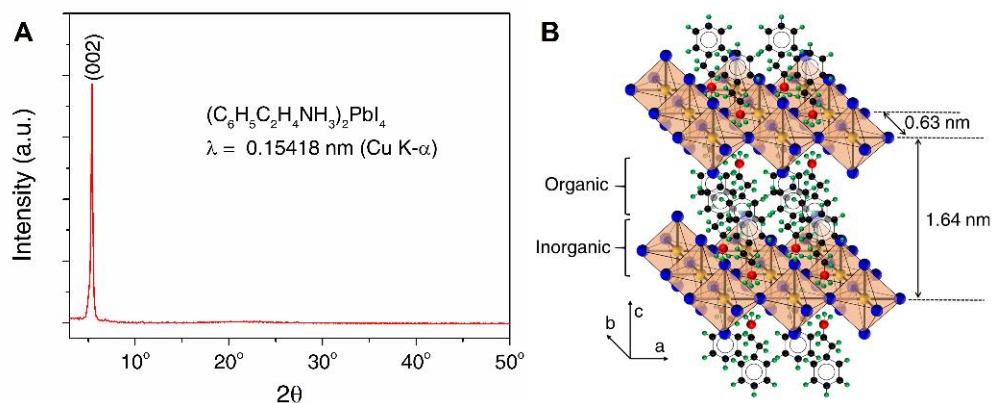 A
Intensity (a.u.)
(002)
(C₆H₅C₂H₄NH₃)₂PbI₄
λ = 0.15418 nm (Cu K-α)
10° 20° 30° 40° 50°
2θ
B
0.63 nm
Organic
1.64 nm
Inorganic
c
b
a